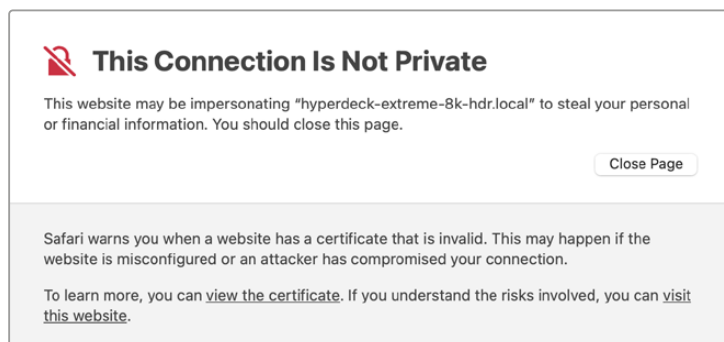 This Connection Is Not Private
This website may be impersonating “hyperdeck-extreme-8k-hdr.local” to steal your personal
or financial information. You should close this page.
Close Page
Safari warns you when a website has a certificate that is invalid. This may happen if the
website is misconfigured or an attacker has compromised your connection.
To learn more, you can view the certificate. If you understand the risks involved, you can visit
this website.